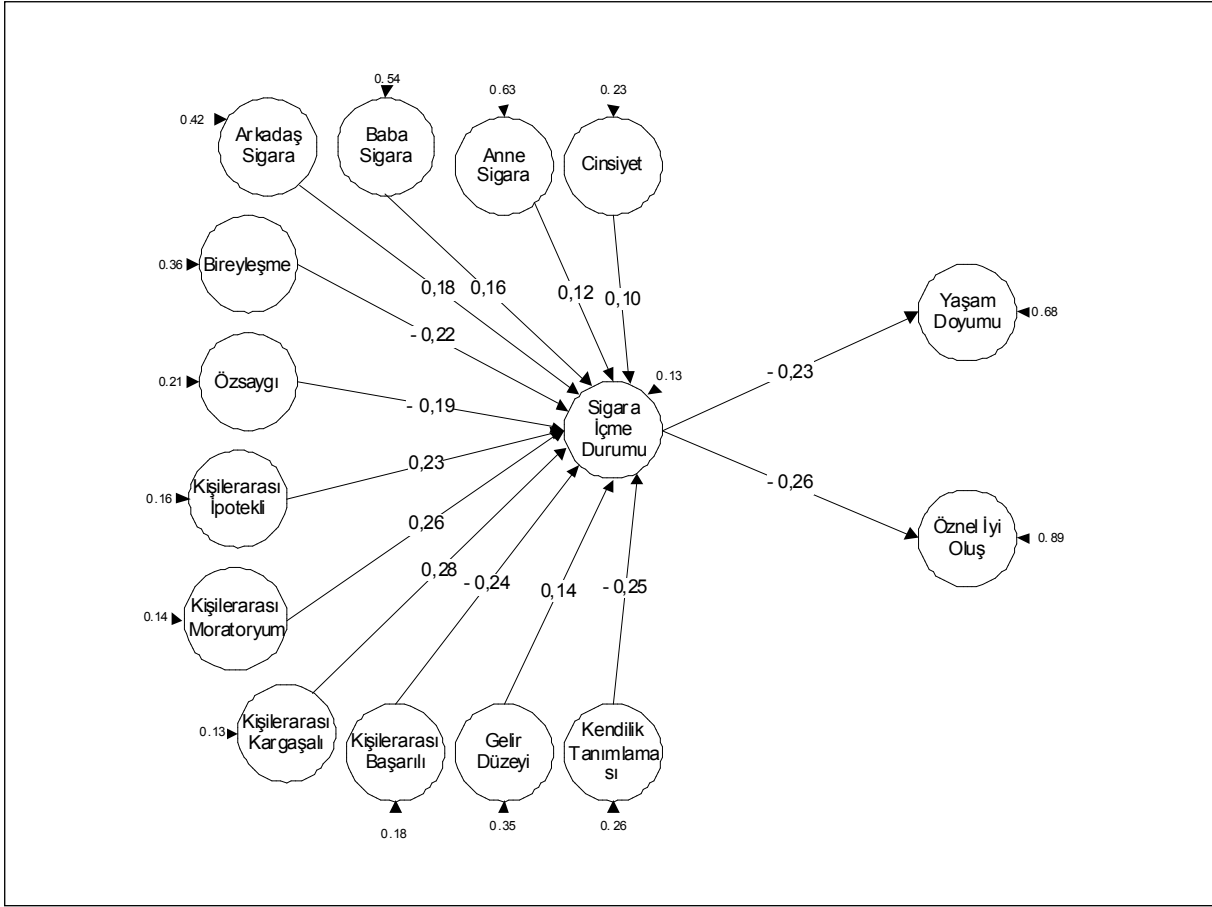 0.54
0.63
0.23
0.42
Arkadaş
Sigara
Baba
Sigara
Anne
Sigara
Cinsiyet
0.36
Bireyleşme
0,18
0,16
0,12
0,10
- 0,22
Yaşam
Doyumu
0.68
0.21
Özsaygı
- 0,19
0.13
- 0,23
Sigara
İçme
Durumu
0.16
Kişilerarası
İpotekli
0,23
- 0,26
0,26
Öznel İyi
Oluş
0.89
0.14
Kişilerarası
Moratoryum
0,28
- 0,24
0,14
- 0,25
0.13
Kişilerarası
Kargaşalı
Kişilerarası
Başarılı
Gelir
Düzeyi
Kendilik
Tanımlama
sı
0.18
0.35
0.26